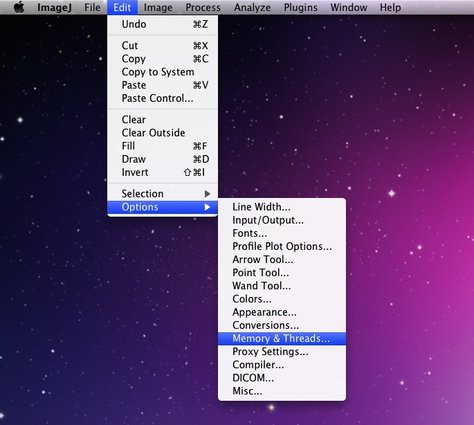 ImageJ File Edit Image Process Analyze Plugins Window Help
Undo ⌘Z
Cut ⌘X
Copy ⌘C
Copy to System
Paste ⌘V
Paste Control...
Clear
Clear Outside
Fill ⌘F
Draw ⌘D
Invert ⇧⌘I
Selection ▶
Options ▶
Line Width...
Input/Output...
Fonts...
Profile Plot Options...
Arrow Tool...
Point Tool...
Wand Tool...
Colors...
Appearance...
Conversions...
Memory & Threads...
Proxy Settings...
Compiler...
DICOM...
Misc...